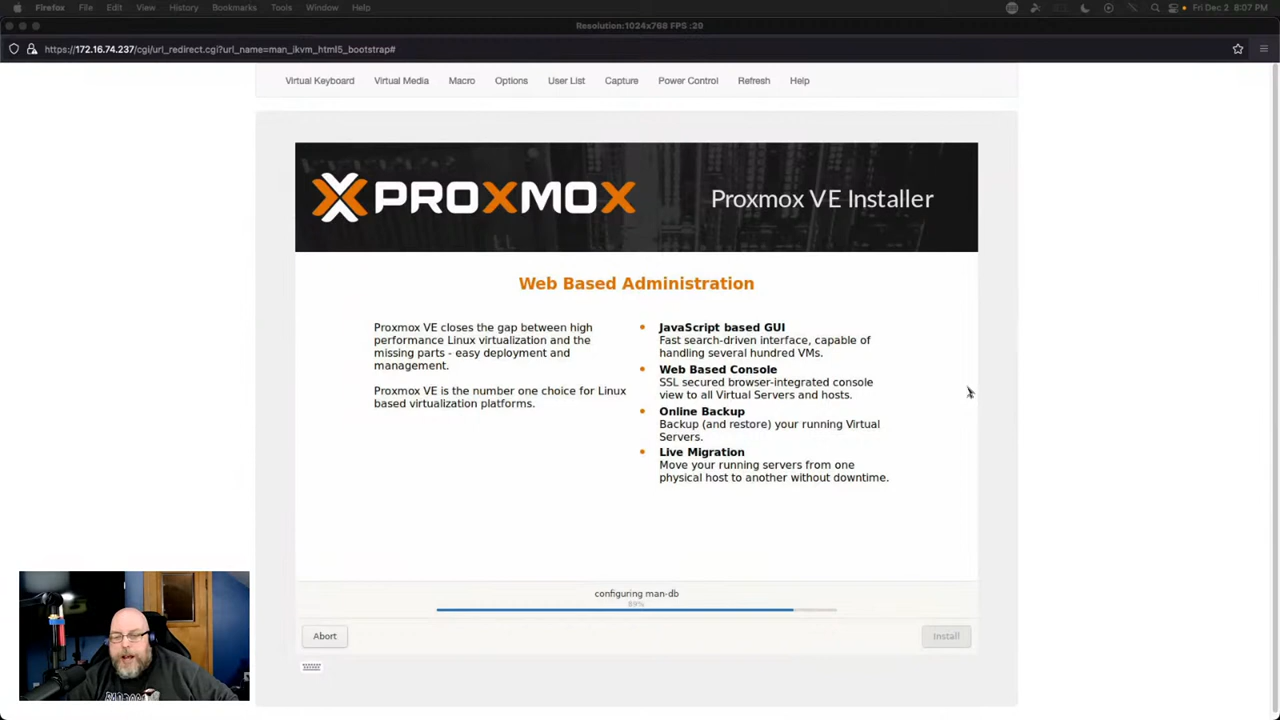 Firefox File Edit View History Bookmarks Tools Window Help Fri Dec 2 8:07 PM
Resolution:1024x768 FPS :20
https://172.16.74.237/cgi/url_redirect.cgi?url_name=man_ikvm_html5_bootstrap#
Virtual Keyboard Virtual Media Macro Options User List Capture Power Control Refresh Help
PROXMOX Proxmox VE Installer
Web Based Administration
Proxmox VE closes the gap between high
performance Linux virtualization and the
missing parts - easy deployment and
management.
Proxmox VE is the number one choice for Linux
based virtualization platforms.
JavaScript based GUI
Fast search-driven interface, capable of
handling several hundred VMs.
Web Based Console
SSL secured browser-integrated console
view to all Virtual Servers and hosts.
Online Backup
Backup (and restore) your running Virtual
Servers.
Live Migration
Move your running servers from one
physical host to another without downtime.
configuring man-db
89%
Abort Install